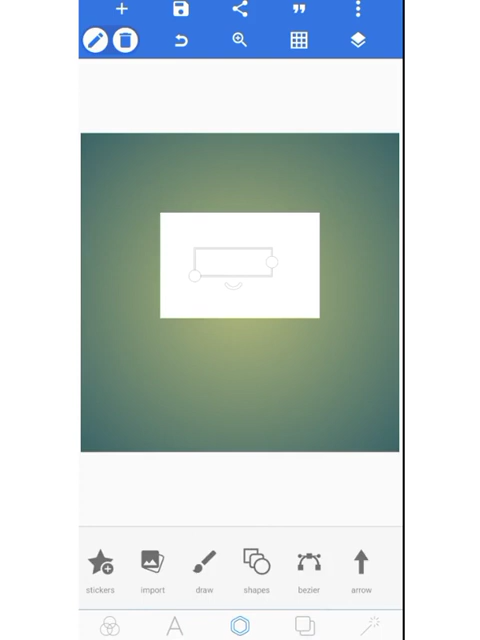 stickers
import
draw
shapes
bezier
arrow